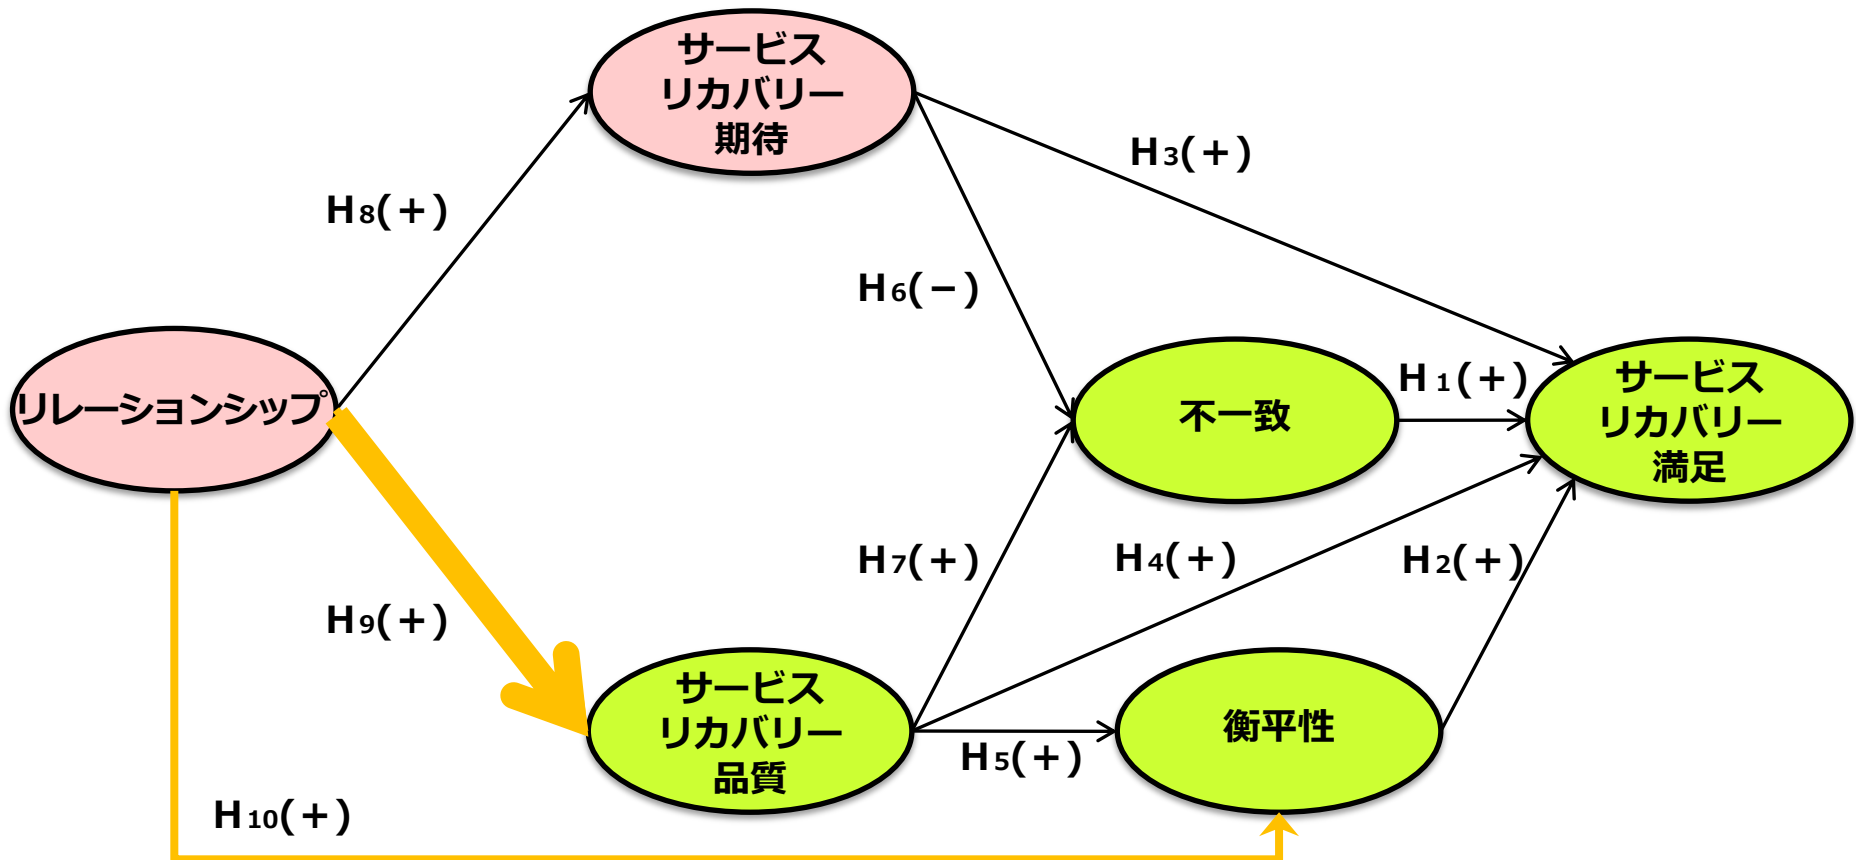 サービス
リカバリー
期待
H3(+)
H8(+)
H6(−)
リレーションシップ
不一致
H1(+)
サービス
リカバリー
満足
H7(+)
H4(+)
H2(+)
H9(+)
サービス
リカバリー
品質
H5(+)
衡平性
H10(+)